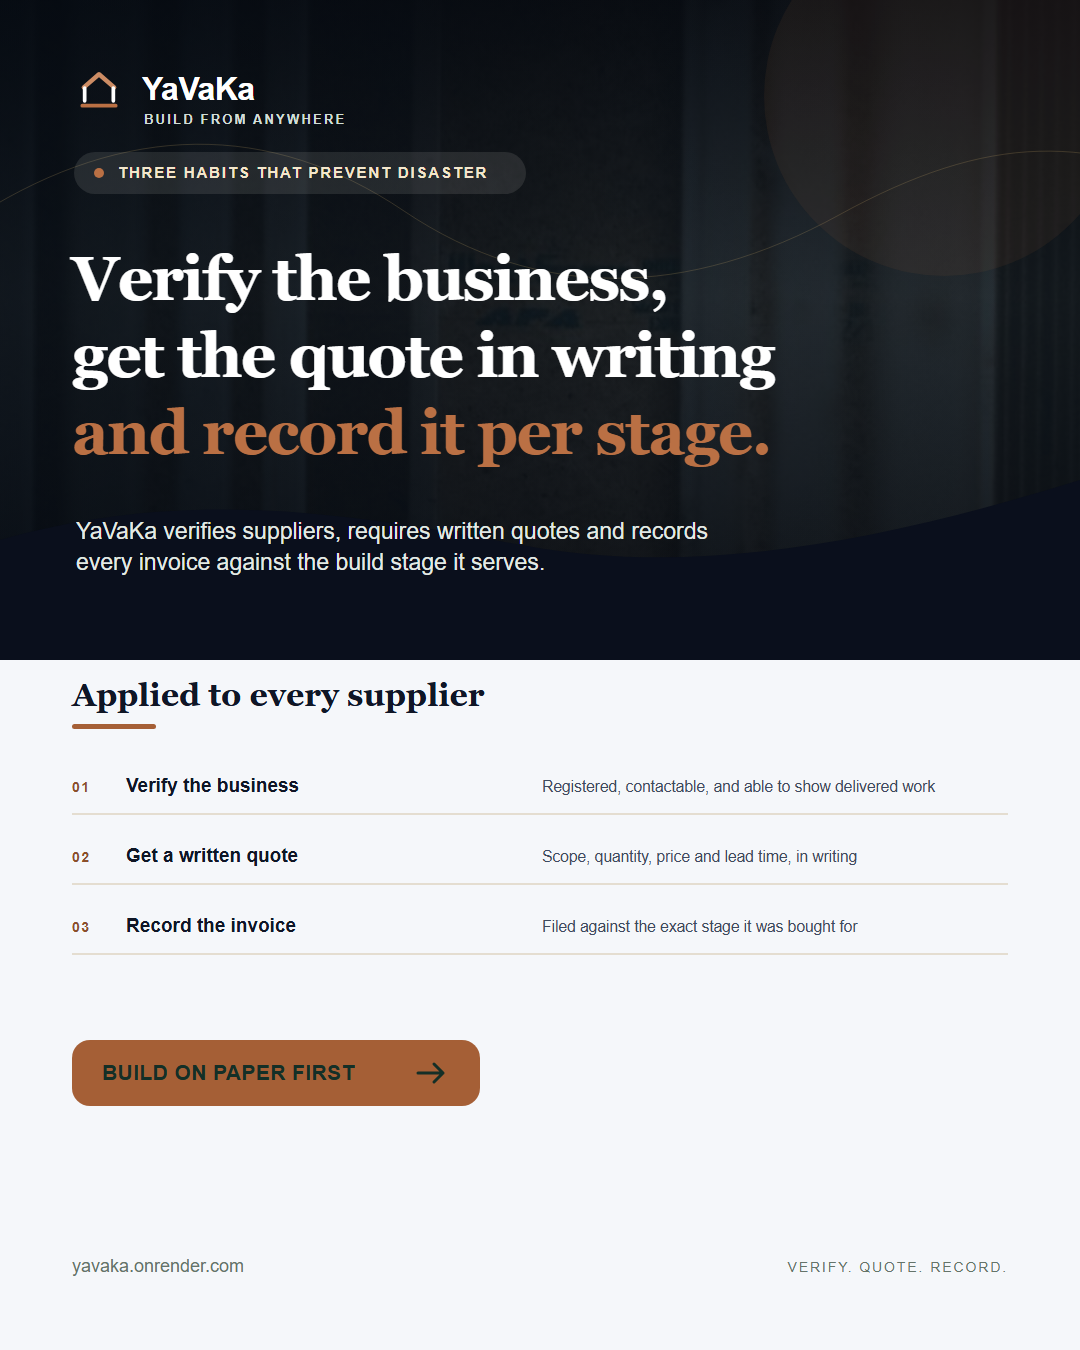 YaVaKa
BUILD FROM ANYWHERE
THREE HABITS THAT PREVENT DISASTER
Verify the business,
get the quote in writing
and record it per stage.
YaVaKa verifies suppliers, requires written quotes and records
every invoice against the build stage it serves.
Applied to every supplier
01 Verify the business Registered, contactable, and able to show delivered work
02 Get a written quote Scope, quantity, price and lead time, in writing
03 Record the invoice Filed against the exact stage it was bought for
BUILD ON PAPER FIRST
yavaka.onrender.com VERIFY. QUOTE. RECORD.